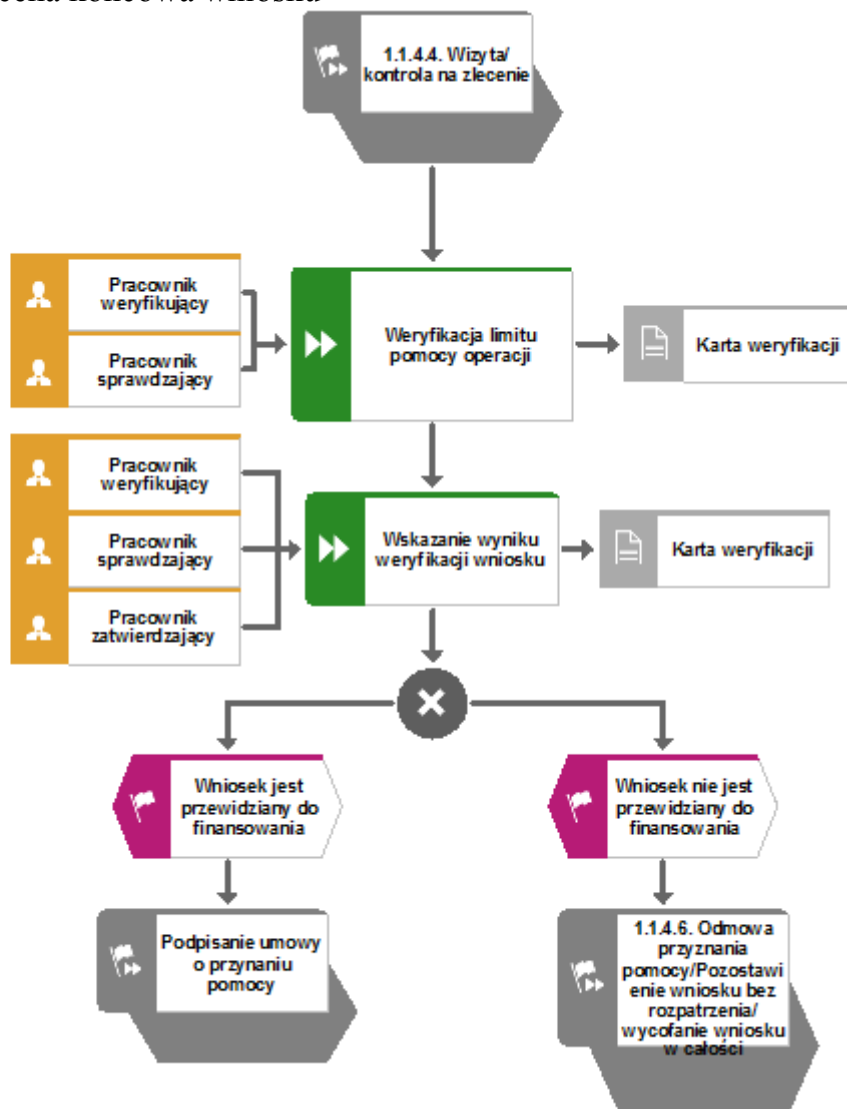 końcowa wniosku
1.1.4.4. Wizyta/
kontrola na zlecenie
Pracownik
weryfikujący
Pracownik
sprawdzający
Weryfikacja limitu
pomocy operacji
Karta weryfikacji
Pracownik
weryfikujący
Pracownik
sprawdzający
Pracownik
zatwierdzający
Wskazanie wyniku
weryfikacji wniosku
Karta weryfikacji
Wniosek jest
przewidziany do
finansowania
Wniosek nie jest
przewidziany do
finansowania
Podpisanie umowy
o przynaniu
pomocy
1.1.4.6. Odmowa
przyznania
pomocy/Pozostawi
enie wniosku bez
rozpatrzenia/
wycofanie wniosku
w całości